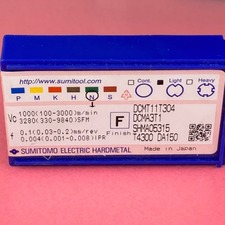 http://www.sumitool.com
Cont. Light Heavy
P M K H N S
Vc 1000(100-3000)m/min
3280(330-9840)SFM
f 0.1(0.03-0.2)mm/rev
0.004(0.001-0.008)IPR
F
Finish
DCMT11T304
DCMA3T1
SHMA05315
T4300 DA150
SUMITOMO ELECTRIC HARDMETAL Made in Japan